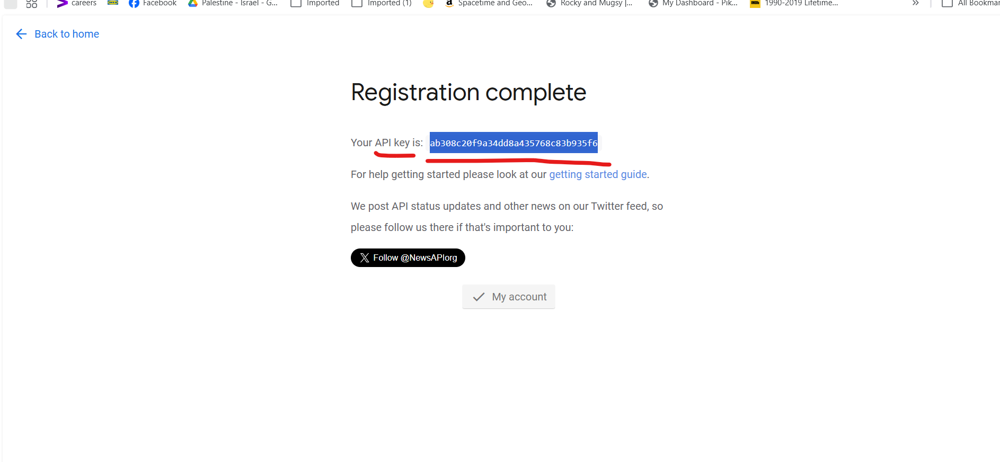 careers
IKEA
Facebook
Palestine - Israel - G...
Imported
Imported (1)
a
Spacetime and Geo...
Rocky and Mugsy |...
My Dashboard - Pik...
IMDb
1990-2019 Lifetime...
»
All Bookmar
Back to home
Registration complete
Your API key is: ab308c20f9a34dd8a435768c83b935f6
For help getting started please look at our getting started guide.
We post API status updates and other news on our Twitter feed, so
please follow us there if that's important to you:
X Follow @NewsAPIorg
My account